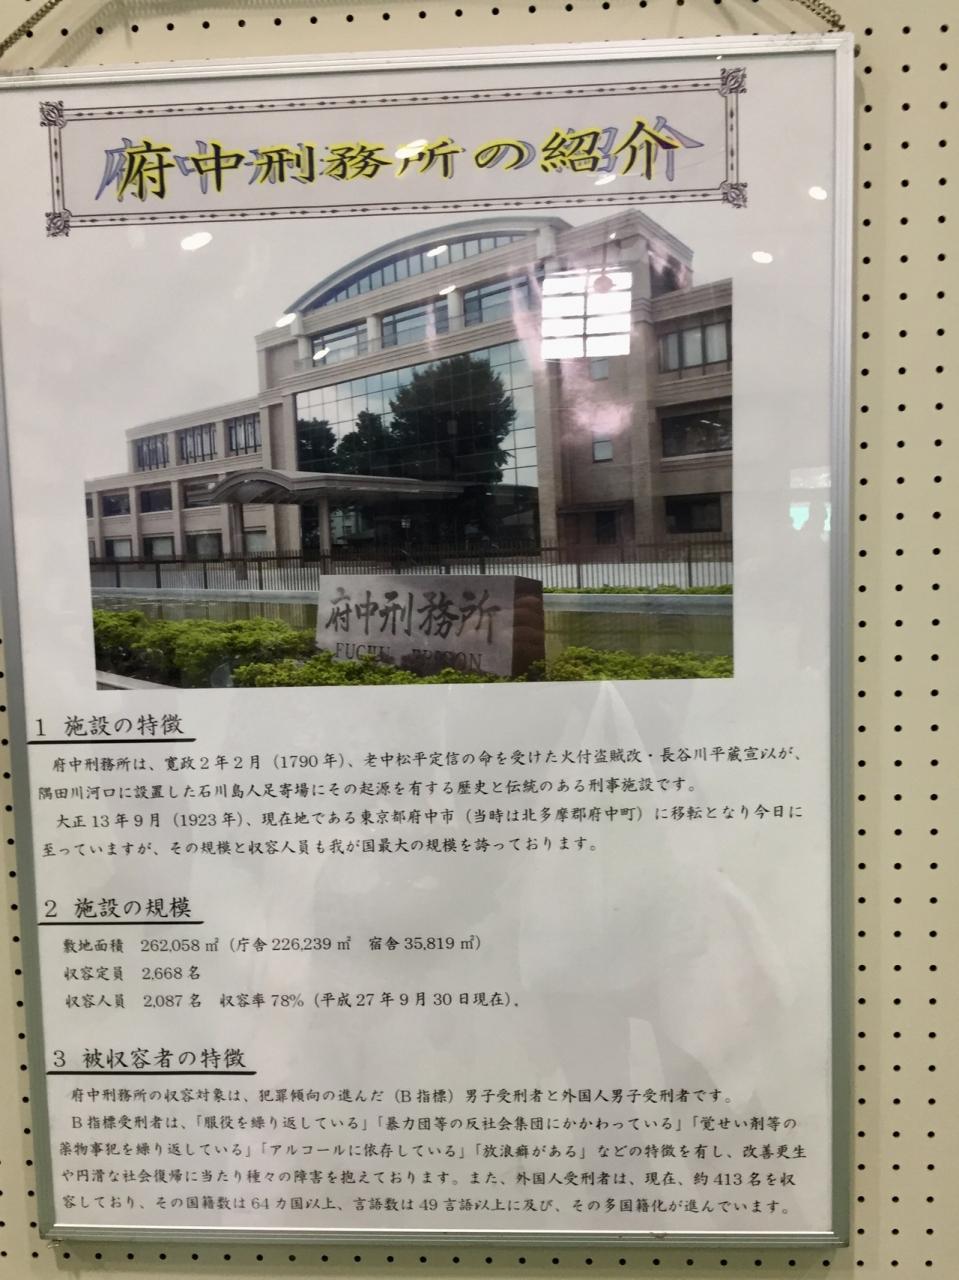 府中刑務所の紹介
府中刑務所
FUCHU PRISON
1 施設の特徴
府中刑務所は、寛政2年2月（1790年）、老中松平定信の命を受けた火付盗賊改・長谷川平蔵宣以が、
隅田川河口に設置した石川島人足寄場にその起源を有する歴史と伝統のある刑事施設です。
大正13年9月（1923年）、現在地である東京都府中市（当時は北多摩郡府中町）に移転となり今日に
至っていますが、その規模と収容人員も我が国最大の規模を誇っております。
2 施設の規模
敷地面積 262,058㎡（庁舎226,239㎡ 宿舎35,819㎡）
収容定員 2,668名
収容人員 2,087名 収容率78%（平成27年9月30日現在）。
3 被収容者の特徴
府中刑務所の収容対象は、犯罪傾向の進んだ（B指標）男子受刑者と外国人男子受刑者です。
B指標受刑者は、「服役を繰り返している」「暴力団等の反社会集団にかかわっている」「覚せい剤等の
薬物事犯を繰り返している」「アルコールに依存している」「放浪癖がある」などの特徴を有し、改善更生
や円滑な社会復帰に当たり種々の障害を抱えております。また、外国人受刑者は、現在、約413名を収
容しており、その国籍数は64カ国以上、言語数は49言語以上に及び、その多国籍化が進んでいます。